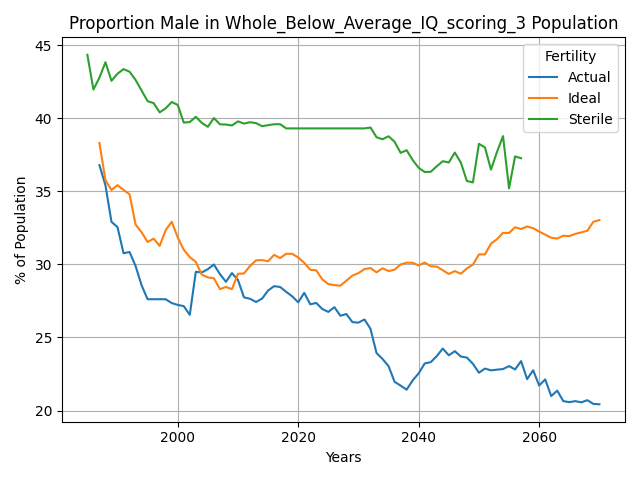 Proportion Male in Whole_Below_Average_IQ_scoring_3 Population
45
40
35
30
25
20
% of Population
Fertility
Actual
Ideal
Sterile
2000
2020
2040
2060
Years